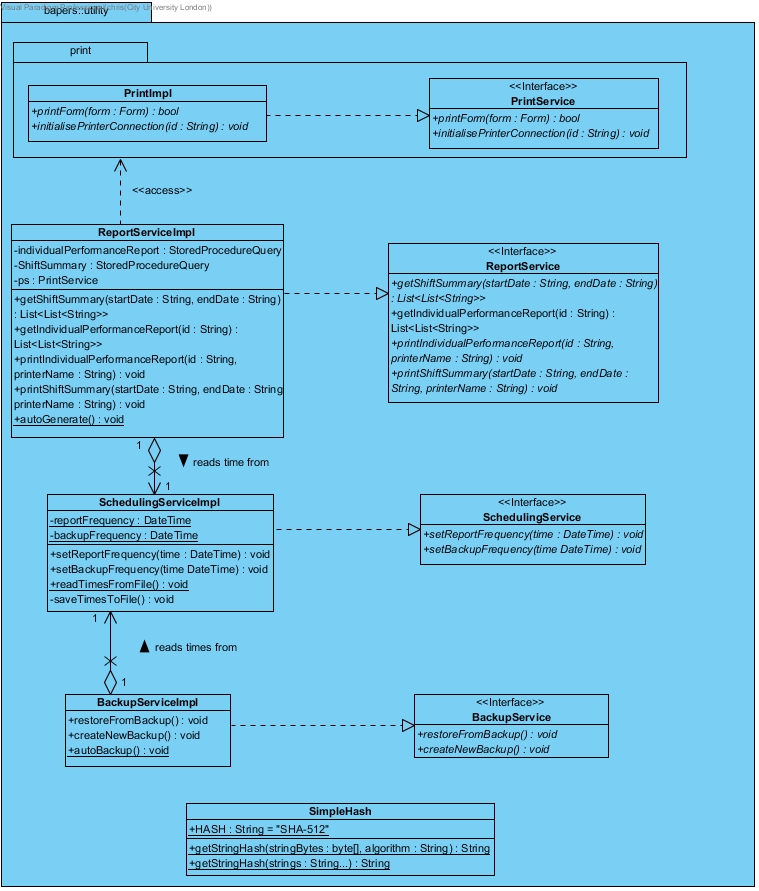 bapers::utility
print
PrintImpl
+printForm(form : Form) : bool
+initialisePrinterConnection(id : String) : void
<<Interface>>
PrintService
+printForm(form : Form) : bool
+initialisePrinterConnection(id : String) : void
<<access>>
ReportServiceImpl
-individualPerformanceReport : StoredProcedureQuery
-ShiftSummary : StoredProcedureQuery
-ps : PrintService
+getShiftSummary(startDate : String, endDate : String)
: List<List<String>>
+getIndividualPerformanceReport(id : String) :
List<List<String>>
+printIndividualPerformanceReport(id : String,
printerName : String) : void
+printShiftSummary(startDate : String, endDate : String
printerName : String) : void
+autoGenerate() : void
<<Interface>>
ReportService
+getShiftSummary(startDate : String, endDate : String)
: List<List<String>>
+getIndividualPerformanceReport(id : String) :
List<List<String>>
+printIndividualPerformanceReport(id : String,
printerName : String) : void
+printShiftSummary(startDate : String, endDate :
String, printerName : String) : void
1
reads time from
1
SchedulingServiceImpl
-reportFrequency : DateTime
-backupFrequency : DateTime
+setReportFrequency(time : DateTime) : void
+setBackupFrequency(time DateTime) : void
+readTimesFromFile() : void
-saveTimesToFile() : void
<<Interface>>
SchedulingService
+setReportFrequency(time : DateTime) : void
+setBackupFrequency(time DateTime) : void
1
reads times from
1
BackupServiceImpl
+restoreFromBackup() : void
+createNewBackup() : void
+autoBackup() : void
<<Interface>>
BackupService
+restoreFromBackup() : void
+createNewBackup() : void
SimpleHash
+HASH : String = "SHA-512"
+getStringHash(stringBytes : byte[], algorithm : String) : String
+getStringHash(strings : String...) : String